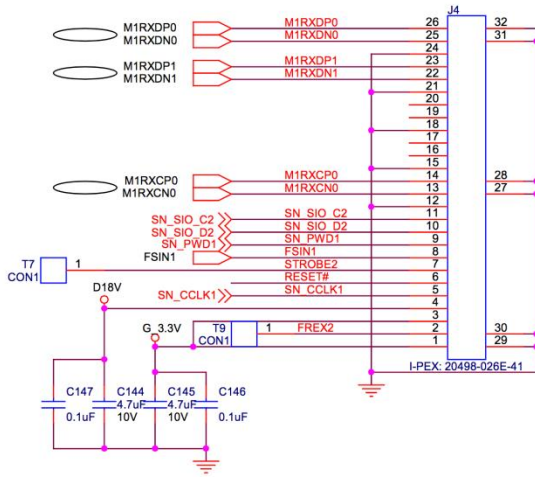 J4
M1RXDP0 M1RXDP0 26 32
M1RXDN0 M1RXDN0 25 31
24
M1RXDP1 M1RXDP1 23
M1RXDN1 M1RXDN1 22
21
20
19
18
17
16
15
M1RXCP0 M1RXCP0 14 28
M1RXCN0 M1RXCN0 13 27
12
SN_SIO_C2 SN_SIO_C2 11
SN_SIO_D2 SN_SIO_D2 10
SN_PWD1 SN_PWD1 9
FSIN1 FSIN1 8
T7 1 STROBE2 7
CON1
RESET# 6
SN_CCLK1 SN_CCLK1 5
D18V 4
3
G_3.3V T9 1 FREX2 2 30
CON1 1 29
I-PEX: 20498-026E-41
C147 C144 C145 C146
4.7uF 4.7uF
0.1uF 10V 10V 0.1uF